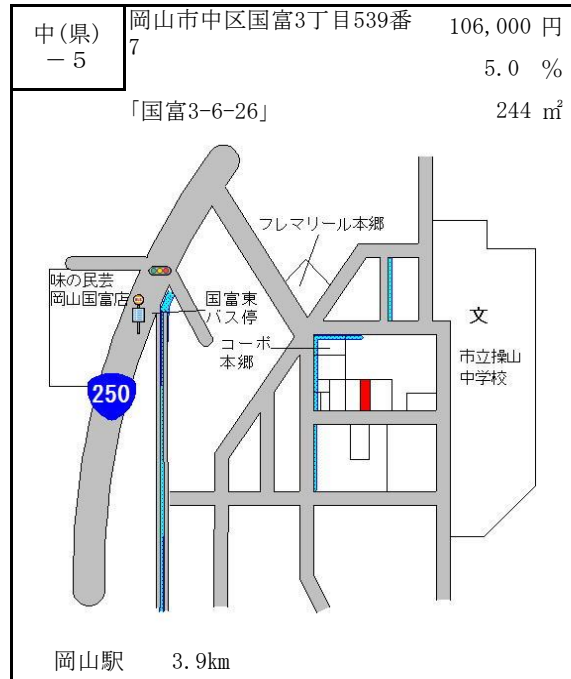 中(県)
－５
岡山市中区国富3丁目539番
7
106,000 円
5.0 %
「国富3-6-26」
244 ㎡
フレマリール本郷
味の民芸
岡山国富店
国富東
バス停
コーポ
本郷
文
市立操山
中学校
250
岡山駅 3.9km